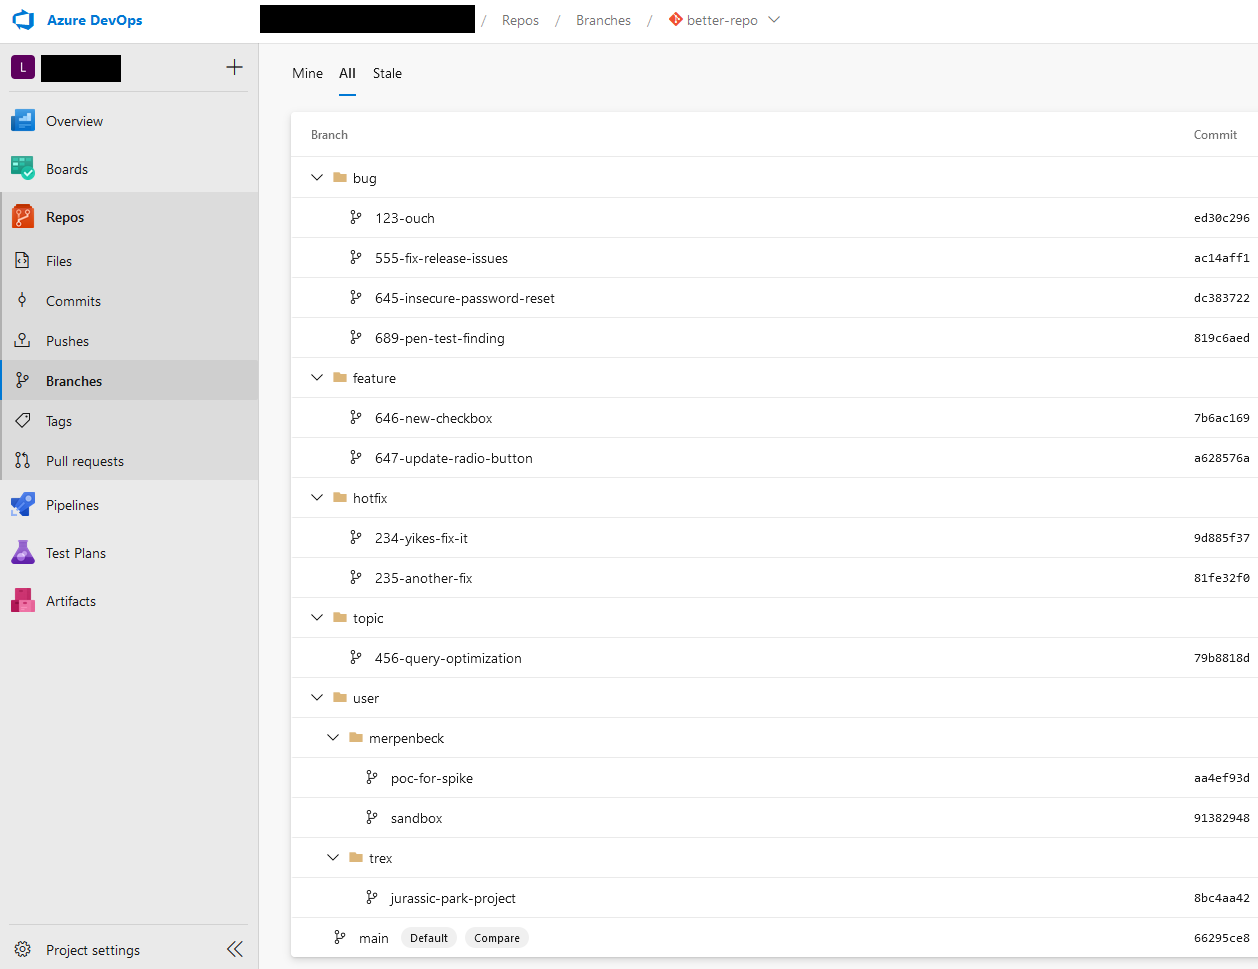 Azure DevOps / Repos / Branches / better-repo
L
Mine All Stale
Overview
Boards
Repos
Files
Commits
Pushes
Branches
Tags
Pull requests
Pipelines
Test Plans
Artifacts
Project settings
Branch Commit
bug
123-ouch ed30c296
555-fix-release-issues ac14aff1
645-insecure-password-reset dc383722
689-pen-test-finding 819c6aed
feature
646-new-checkbox 7b6ac169
647-update-radio-button a628576a
hotfix
234-yikes-fix-it 9d885f37
235-another-fix 81fe32f0
topic
456-query-optimization 79b8818d
user
merpenbeck
poc-for-spike aa4ef93d
sandbox 91382948
trex
jurassic-park-project 8bc4aa42
main Default Compare 66295ce8